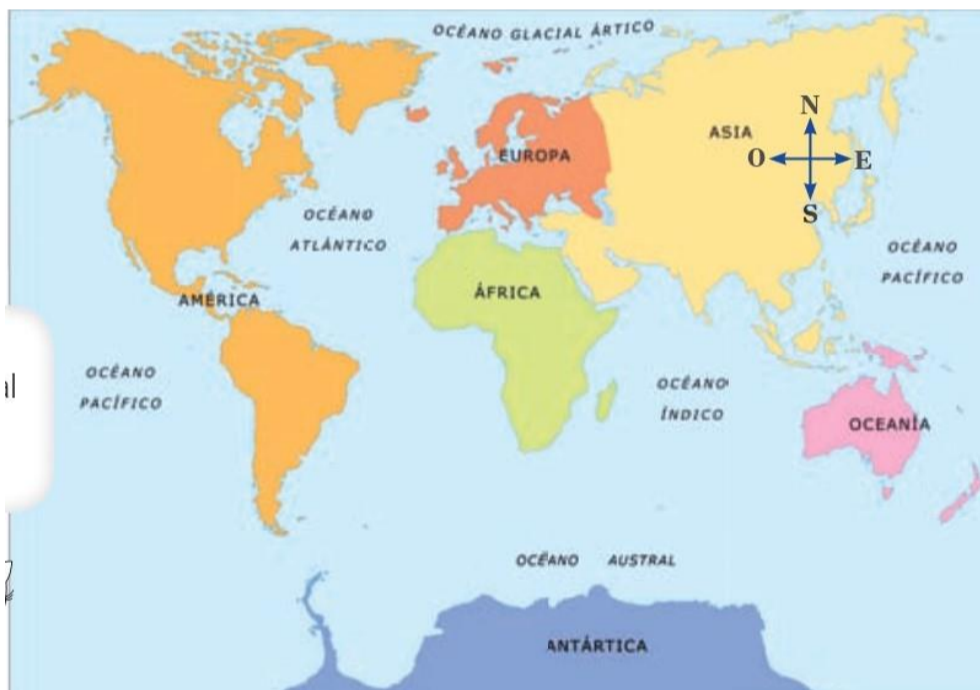 OCÉANO GLACIAL ÁRTICO
N
ASIA
EUROPA
O
E
S
OCÉANO
ATLÁNTICO
OCÉANO
PACÍFICO
ÁFRICA
AMÉRICA
OCÉANO
PACÍFICO
OCÉANO
ÍNDICO
al
OCEANÍA
OCÉANO AUSTRAL
ANTÁRTICA